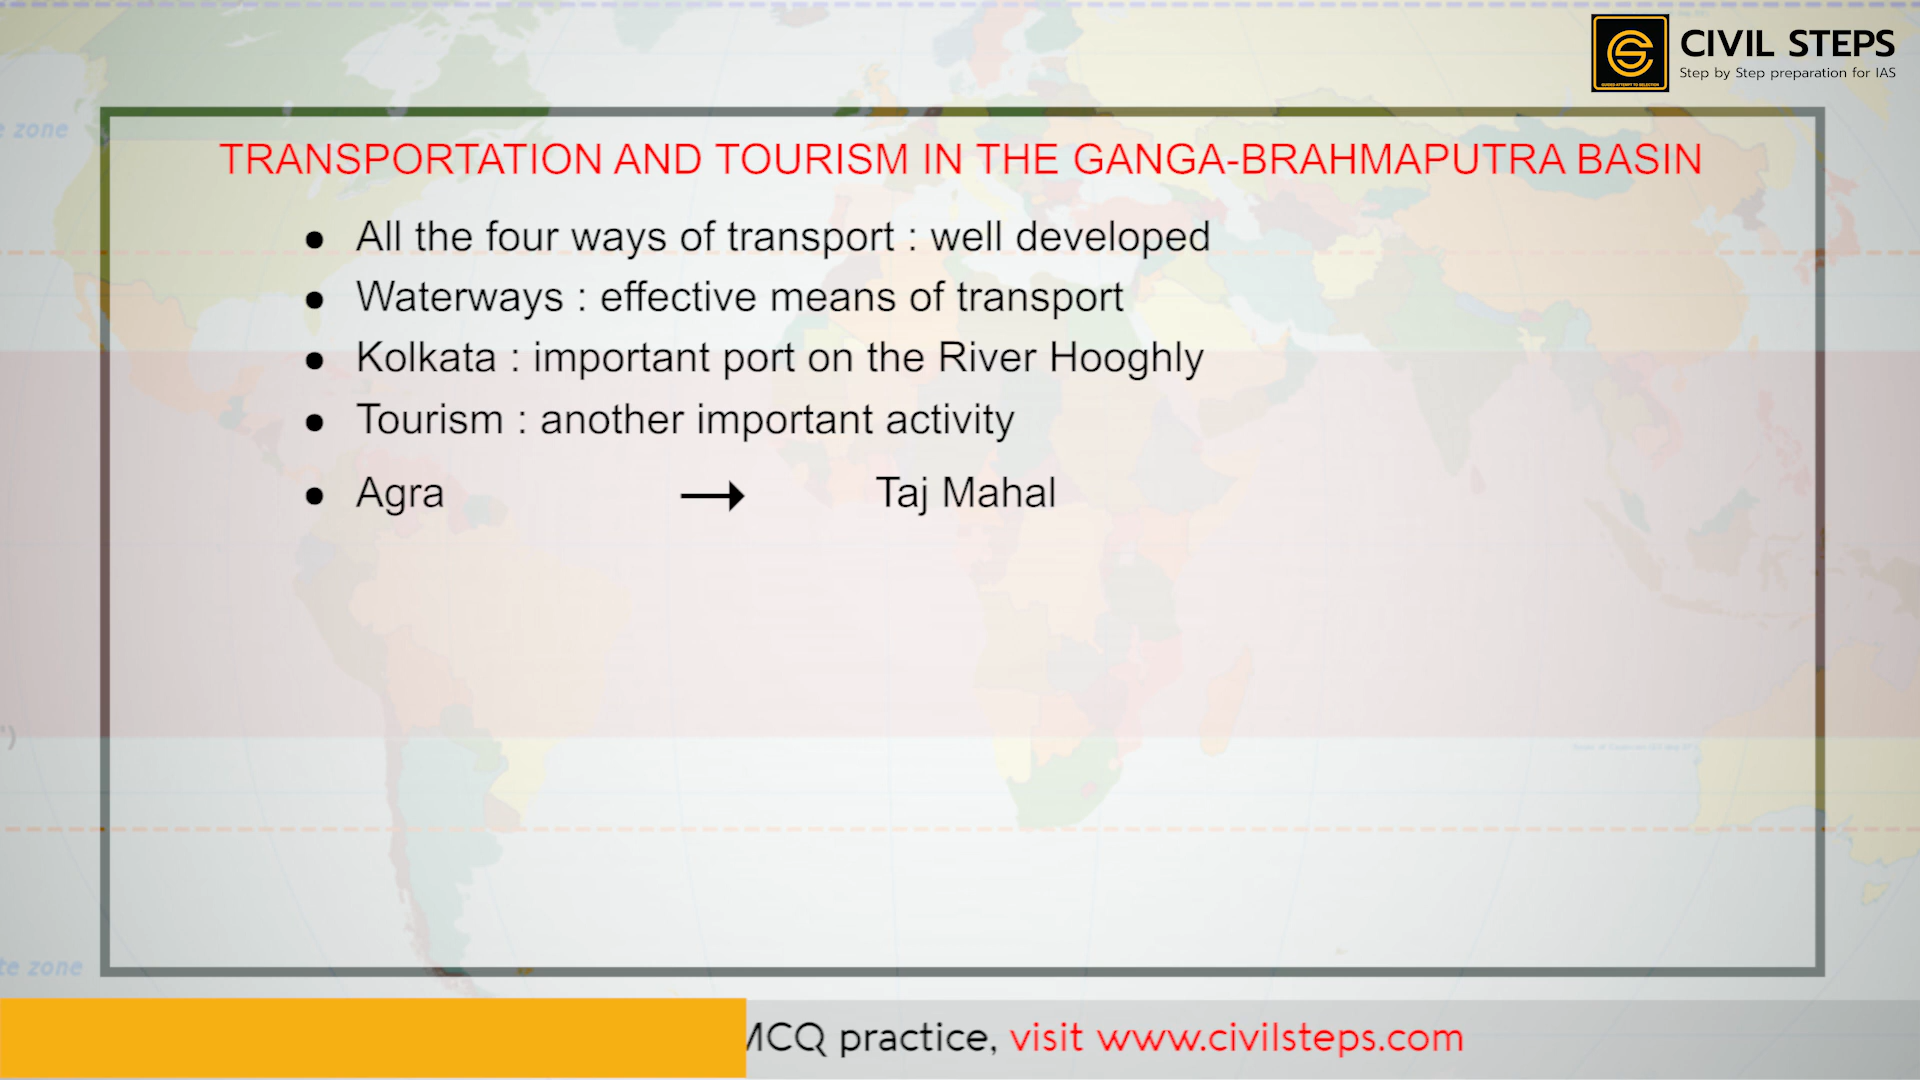 CIVIL STEPS
Step by Step preparation for IAS
zone
TRANSPORTATION AND TOURISM IN THE GANGA-BRAHMAPUTRA BASIN
● All the four ways of transport : well developed
● Waterways : effective means of transport
● Kolkata : important port on the River Hooghly
● Tourism : another important activity
● Agra → Taj Mahal
zone
MCQ practice, visit www.civilsteps.com